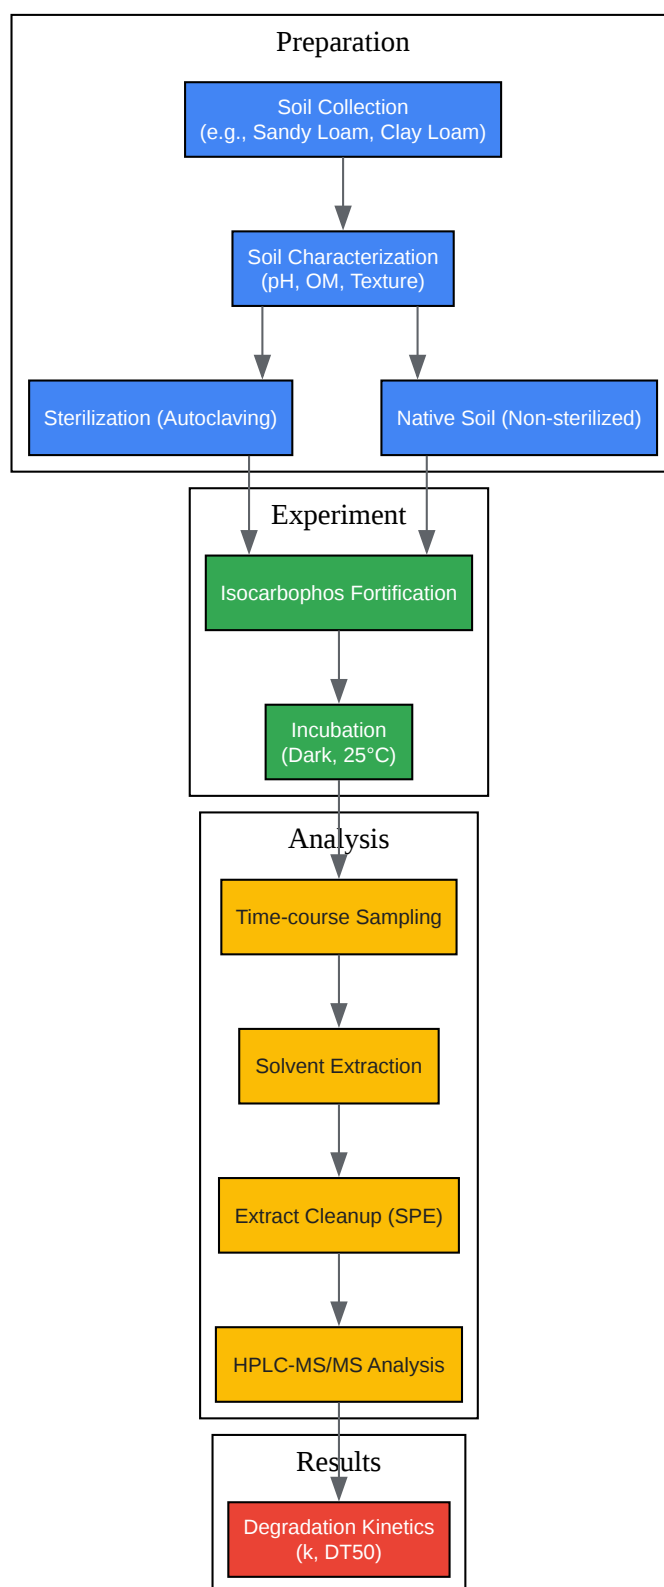 Preparation
Soil Collection
(e.g., Sandy Loam, Clay Loam)
Soil Characterization
(pH, OM, Texture)
Sterilization (Autoclaving)
Native Soil (Non-sterilized)
Experiment
Isocarbophos Fortification
Incubation
(Dark, 25°C)
Analysis
Time-course Sampling
Solvent Extraction
Extract Cleanup (SPE)
HPLC-MS/MS Analysis
Results
Degradation Kinetics
(k, DT50)